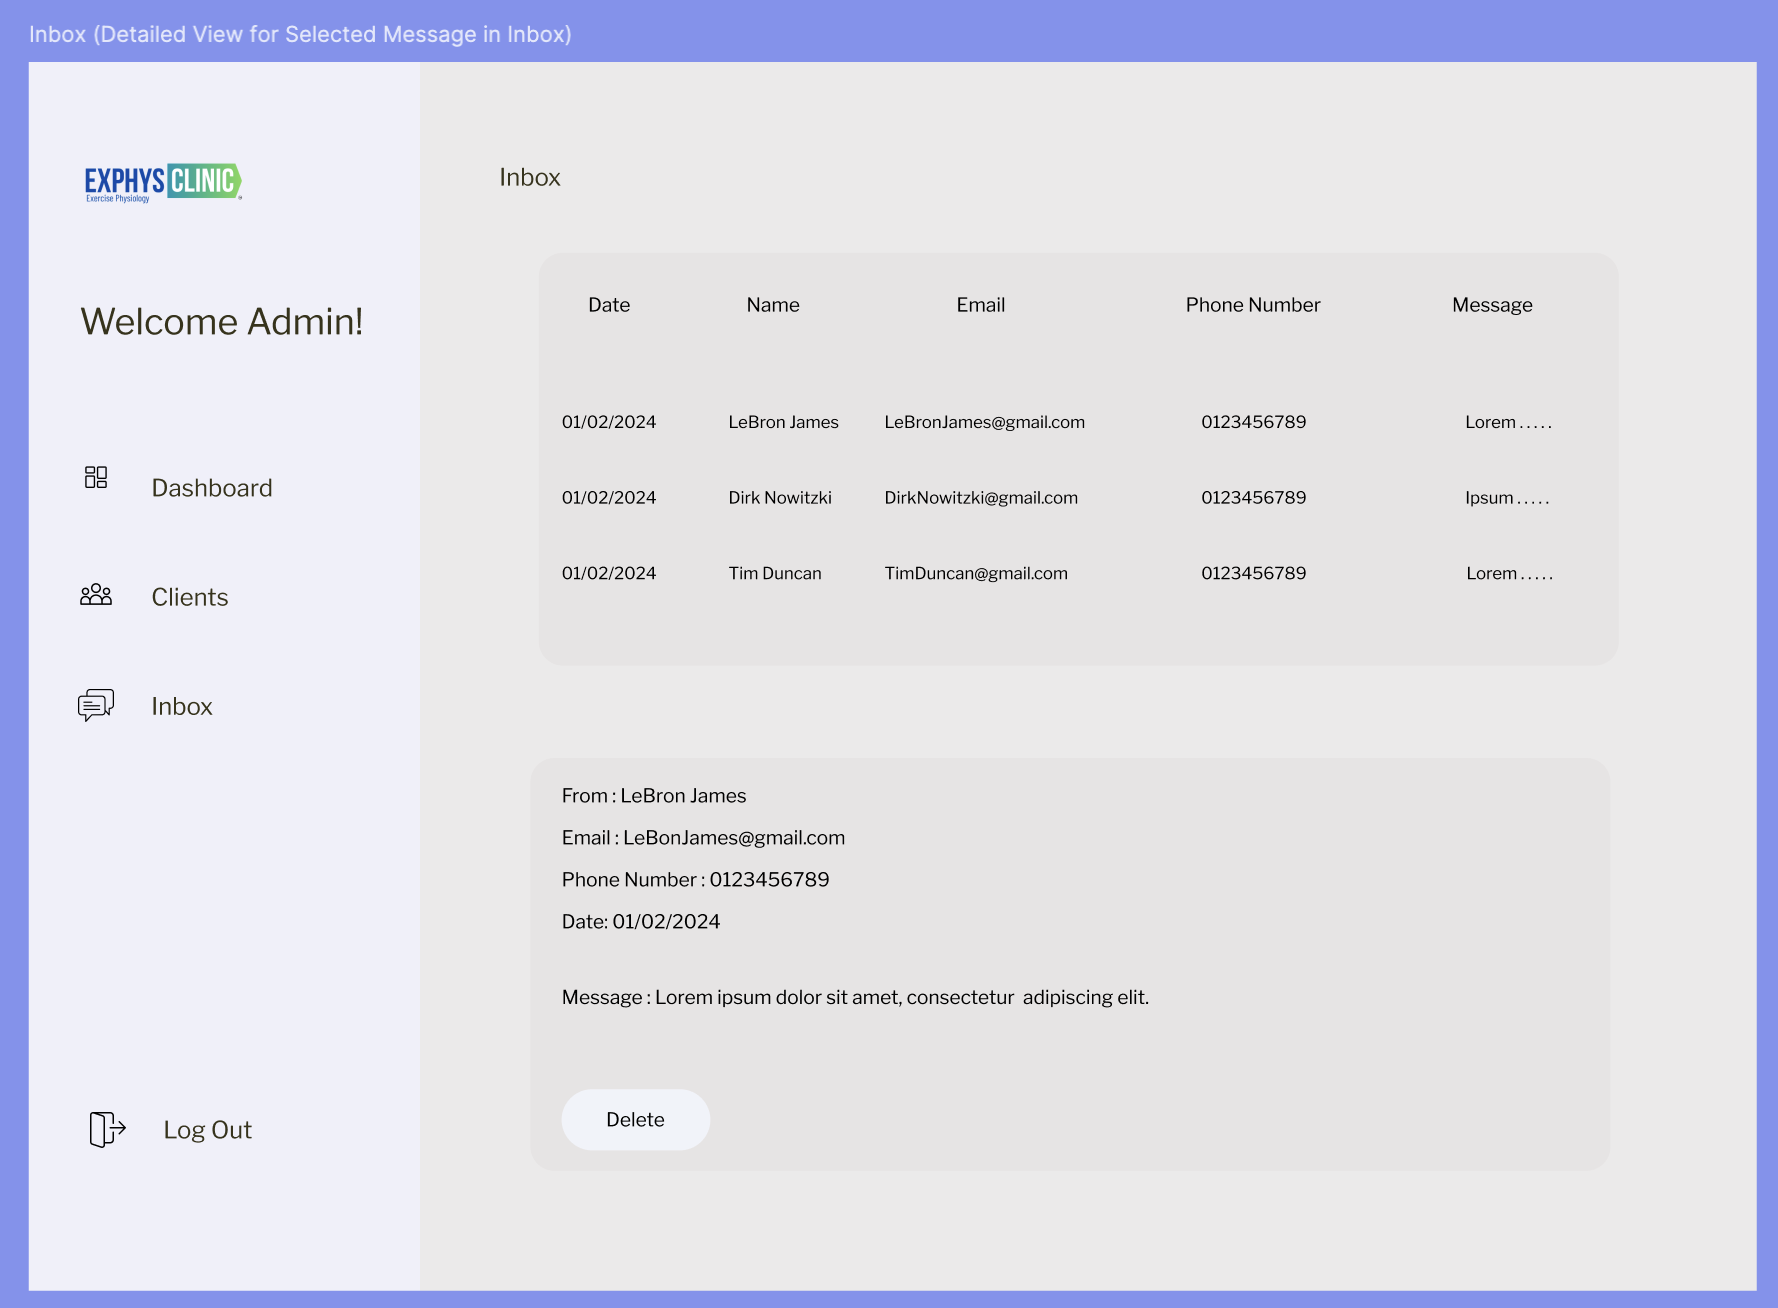 Inbox (Detailed View for Selected Message in Inbox)
EXPHYS CLINIC
Exercise Physiology
®
Welcome Admin!
Dashboard
Clients
Inbox
Log Out
Inbox
Date Name Email Phone Number Message
01/02/2024 LeBron James LeBronJames@gmail.com 0123456789 Lorem . . . . .
01/02/2024 Dirk Nowitzki DirkNowitzki@gmail.com 0123456789 Ipsum . . . . .
01/02/2024 Tim Duncan TimDuncan@gmail.com 0123456789 Lorem . . . . .
From : LeBron James
Email : LeBonJames@gmail.com
Phone Number : 0123456789
Date: 01/02/2024
Message : Lorem ipsum dolor sit amet, consectetur  adipiscing elit.
Delete